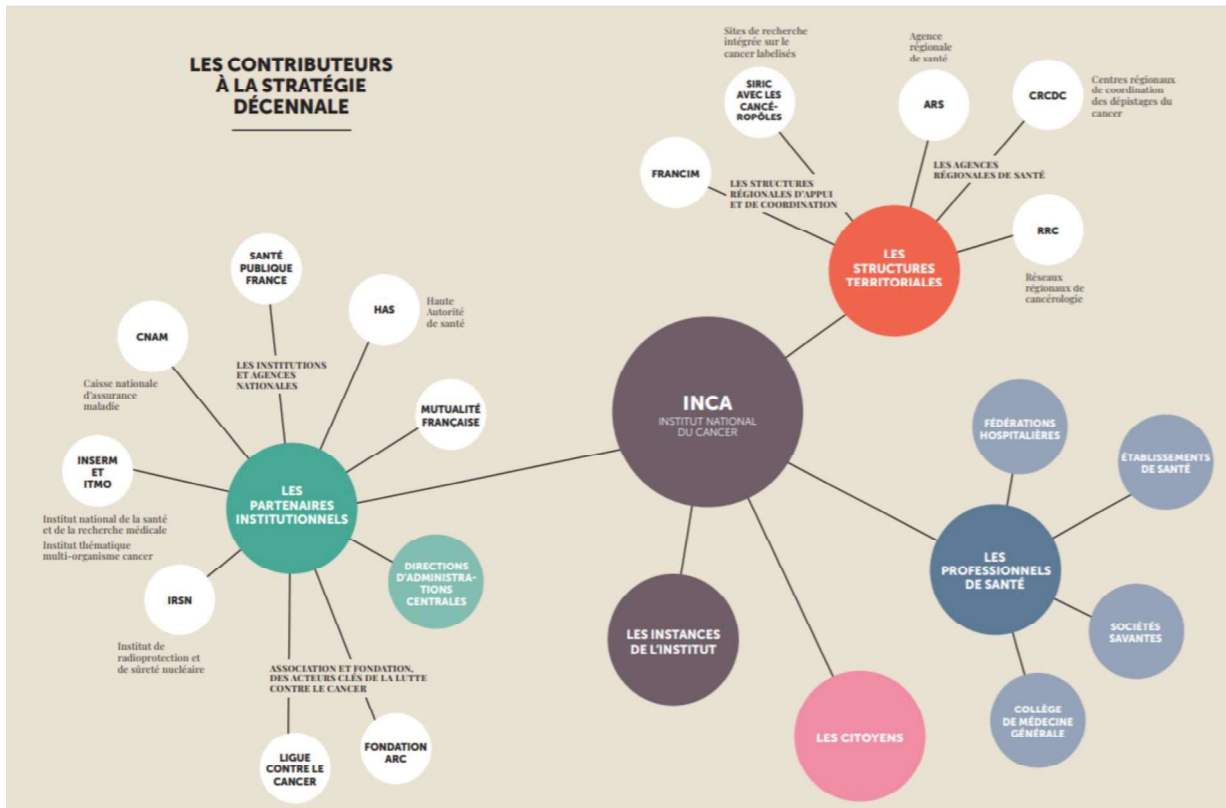 LES CONTRIBUTEURS
À LA STRATÉGIE
DÉCENNALE
Sites de recherche
intégrée sur le
cancer labelisés
SIRIC
AVEC LES
CANCÉ-
ROPÔLES
Agence
régionale
de santé
ARS
CRCDC
Centres régionaux
de coordination
des dépistages du
cancer
FRANCIM
LES STRUCTURES
RÉGIONALES D'APPUI
ET DE COORDINATION
LES AGENCES
RÉGIONALES DE SANTÉ
RRC
Réseaux
régionaux de
cancérologie
LES
STRUCTURES
TERRITORIALES
SANTÉ
PUBLIQUE
FRANCE
HAS
Haute
Autorité
de santé
CNAM
Caisse nationale
d'assurance
maladie
LES INSTITUTIONS
ET AGENCES
NATIONALES
MUTUALITÉ
FRANÇAISE
INSERM
ET
ITMO
Institut national de la santé
et de la recherche médicale
Institut thématique
multi-organisme cancer
LES
PARTENAIRES
INSTITUTIONNELS
DIRECTIONS
D'ADMINISTRA-
TIONS
CENTRALES
IRSN
Institut de
radioprotection et
de sûreté nucléaire
ASSOCIATION ET FONDATION,
DES ACTEURS CLÉS DE LA LUTTE
CONTRE LE CANCER
LIGUE
CONTRE LE
CANCER
FONDATION
ARC
INCA
INSTITUT NATIONAL
DU CANCER
LES INSTANCES
DE L'INSTITUT
LES CITOYENS
FÉDÉRATIONS
HOSPITALIÈRES
ÉTABLISSEMENTS
DE SANTÉ
LES
PROFESSIONNELS
DE SANTÉ
SOCIÉTÉS
SAVANTES
COLLÈGE
DE MÉDECINE
GÉNÉRALE